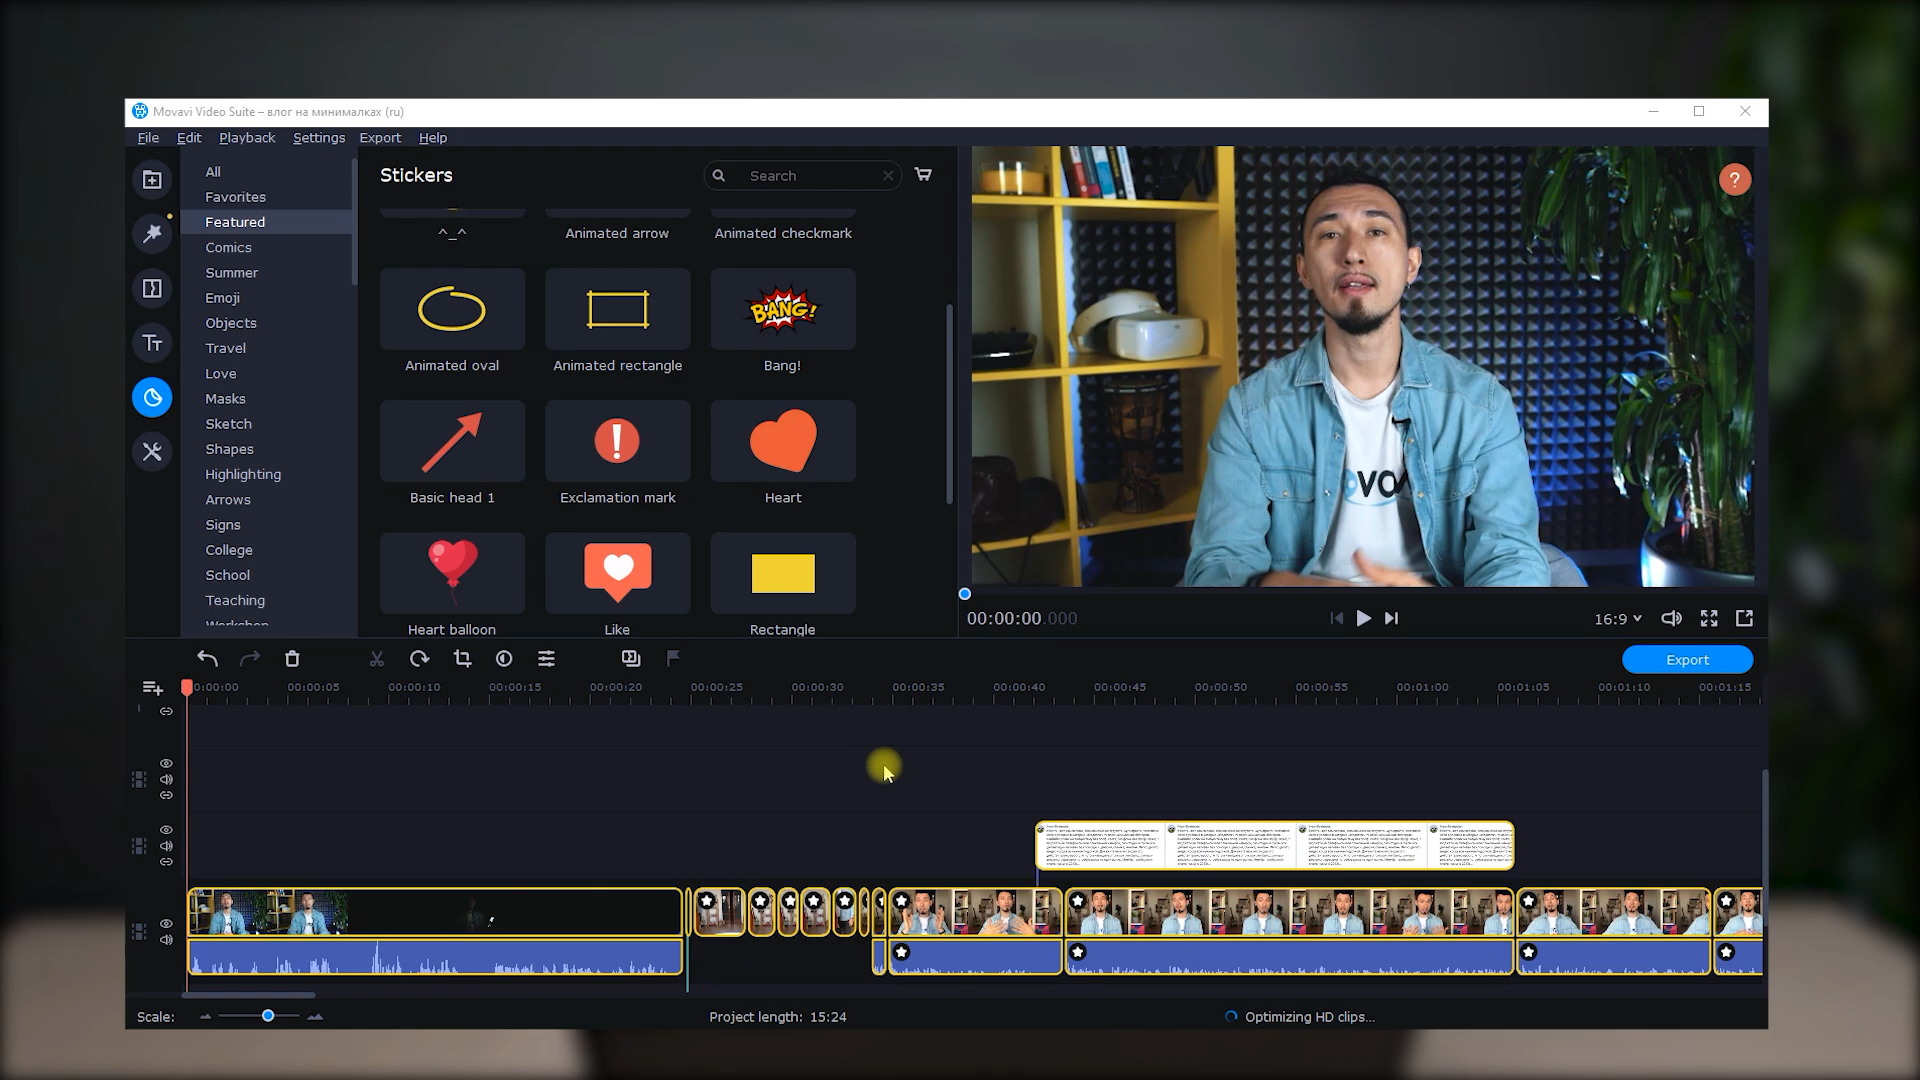 Movavi Video Suite – влог на минималках (ru)
File Edit Playback Settings Export Help
All
Favorites
Featured
Comics
Summer
Emoji
Objects
Travel
Love
Masks
Sketch
Shapes
Highlighting
Arrows
Signs
College
School
Teaching
Workshop
Stickers
Search
^_^ Animated arrow Animated checkmark
BANG!
Animated oval Animated rectangle Bang!
!
Basic head 1 Exclamation mark Heart
Heart balloon Like Rectangle
?
00:00:00.000
16:9
Export
0:00:00 00:00:05 00:00:10 00:00:15 00:00:20 00:00:25 00:00:30 00:00:35 00:00:40 00:00:45 00:00:50 00:00:55 00:01:00 00:01:05 00:01:10 00:01:15
Scale:
Project length: 15:24
Optimizing HD clips...